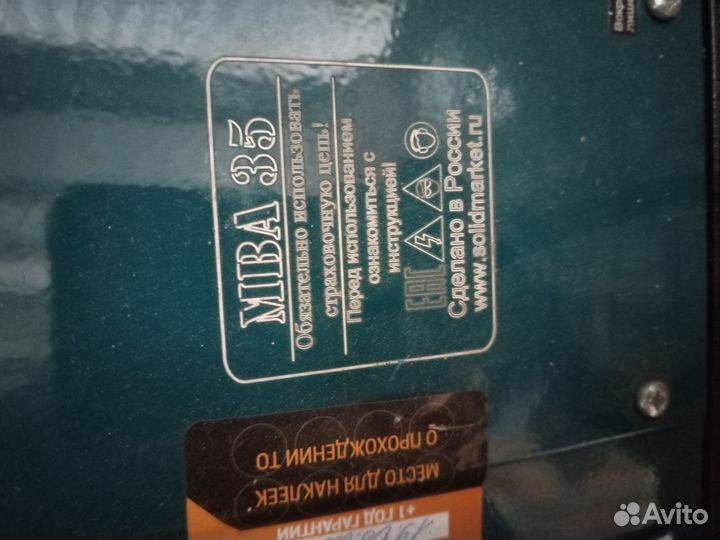 MIBA 35
Обязательно использовать
страховочную цепь!
Перед использованием
ознакомиться с
инструкцией!
EAC
Сделано в России
www.solidmarket.ru
О ПРОХОЖДЕНИИ ТО
МЕСТО ДЛЯ НАКЛЕЕК
+1 ГОД ГАРАНТИИ
Avito